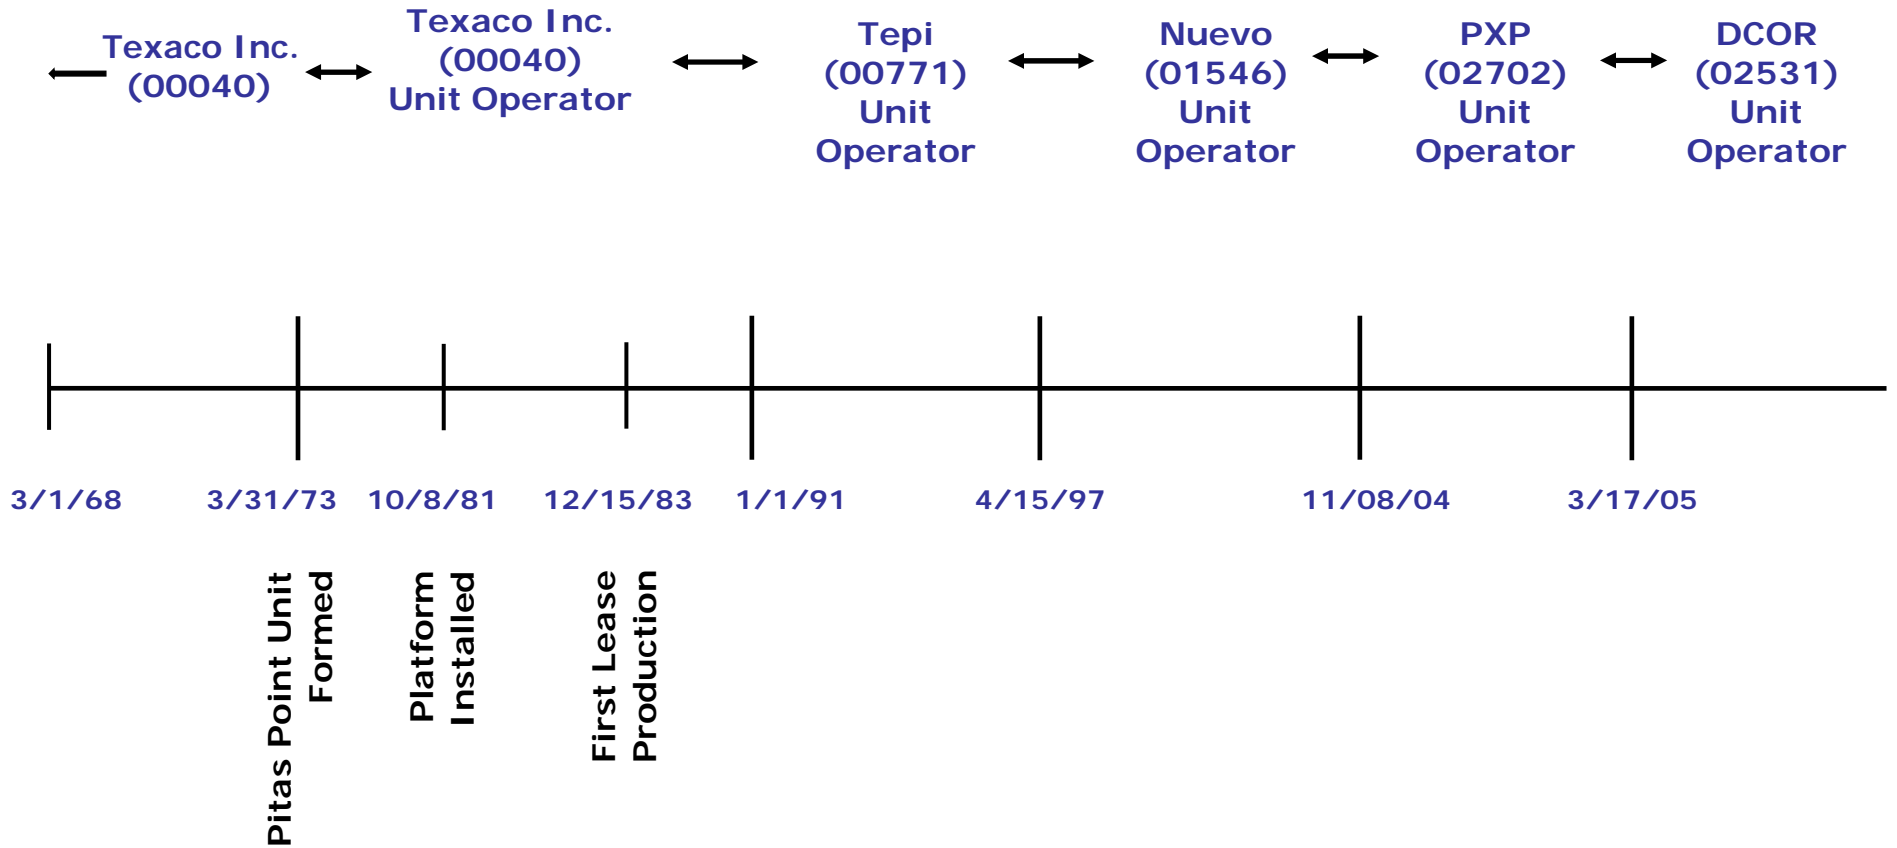 Texaco Inc.
(00040)
Texaco Inc.
(00040)
Unit Operator
Tepi
(00771)
Unit
Operator
Nuevo
(01546)
Unit
Operator
PXP
(02702)
Unit
Operator
DCOR
(02531)
Unit
Operator
3/1/68
3/31/73
10/8/81
12/15/83
1/1/91
4/15/97
11/08/04
3/17/05
Pitas Point Unit
Formed
Platform
Installed
First Lease
Production